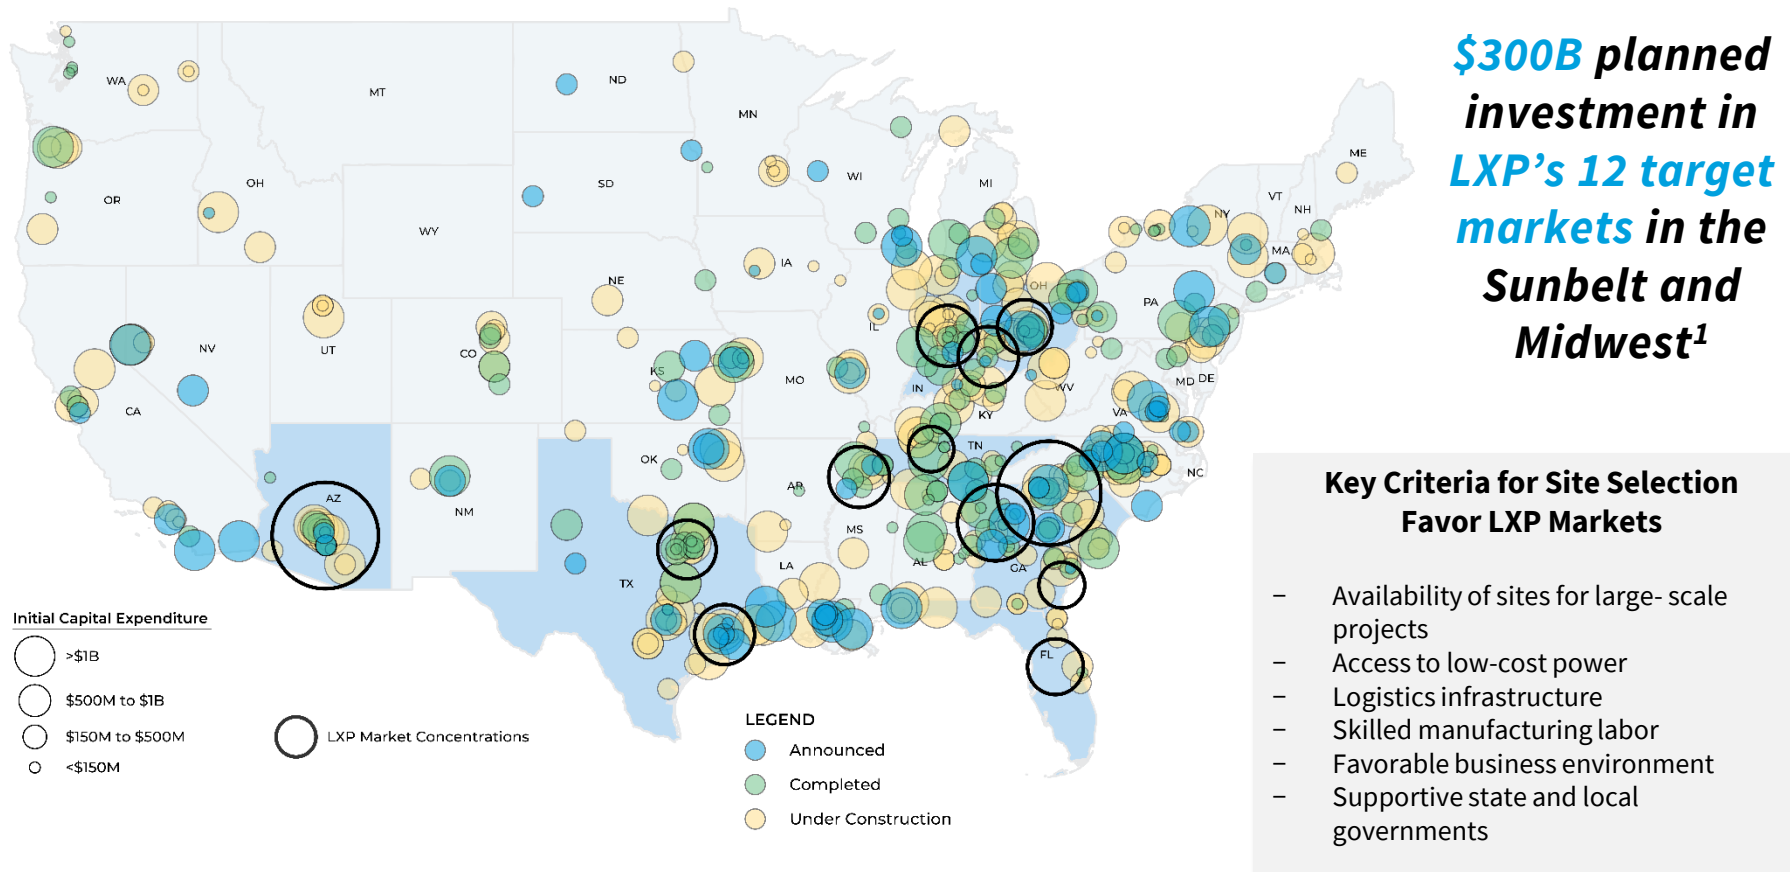 $300B planned
investment in
LXP's 12 target
markets in the
Sunbelt and
Midwest1
WA
MT
ND
MN
OR
OH
SD
WI
MI
ME
VT
NH
NY
MA
WY
IA
NE
OH
PA
IL
NV
UT
CO
KS
MO
IN
WV
MD
DE
CA
KY
VA
OK
TN
NC
AZ
NM
AR
MS
AL
GA
TX
LA
FL
Initial Capital Expenditure
>$1B
$500M to $1B
$150M to $500M
<$150M
LXP Market Concentrations
LEGEND
Announced
Completed
Under Construction
Key Criteria for Site Selection
Favor LXP Markets
– Availability of sites for large- scale
projects
– Access to low-cost power
– Logistics infrastructure
– Skilled manufacturing labor
– Favorable business environment
– Supportive state and local
governments